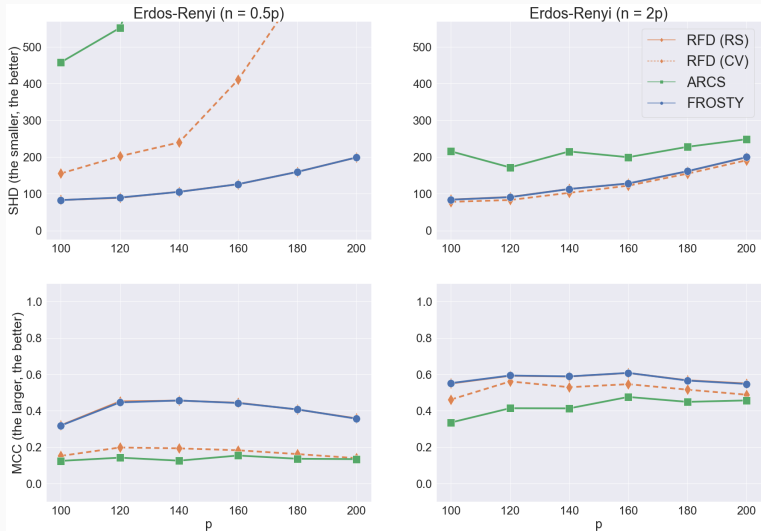 Erdos-Renyi (n = 0.5p)
SHD (the smaller, the better)
500
400
300
200
100
0
100 120 140 160 180 200
Erdos-Renyi (n = 2p)
RFD (RS)
RFD (CV)
ARCS
FROSTY
500
400
300
200
100
0
100 120 140 160 180 200
MCC (the larger, the better)
1.0
0.8
0.6
0.4
0.2
0.0
100 120 140 160 180 200
p
1.0
0.8
0.6
0.4
0.2
0.0
100 120 140 160 180 200
p